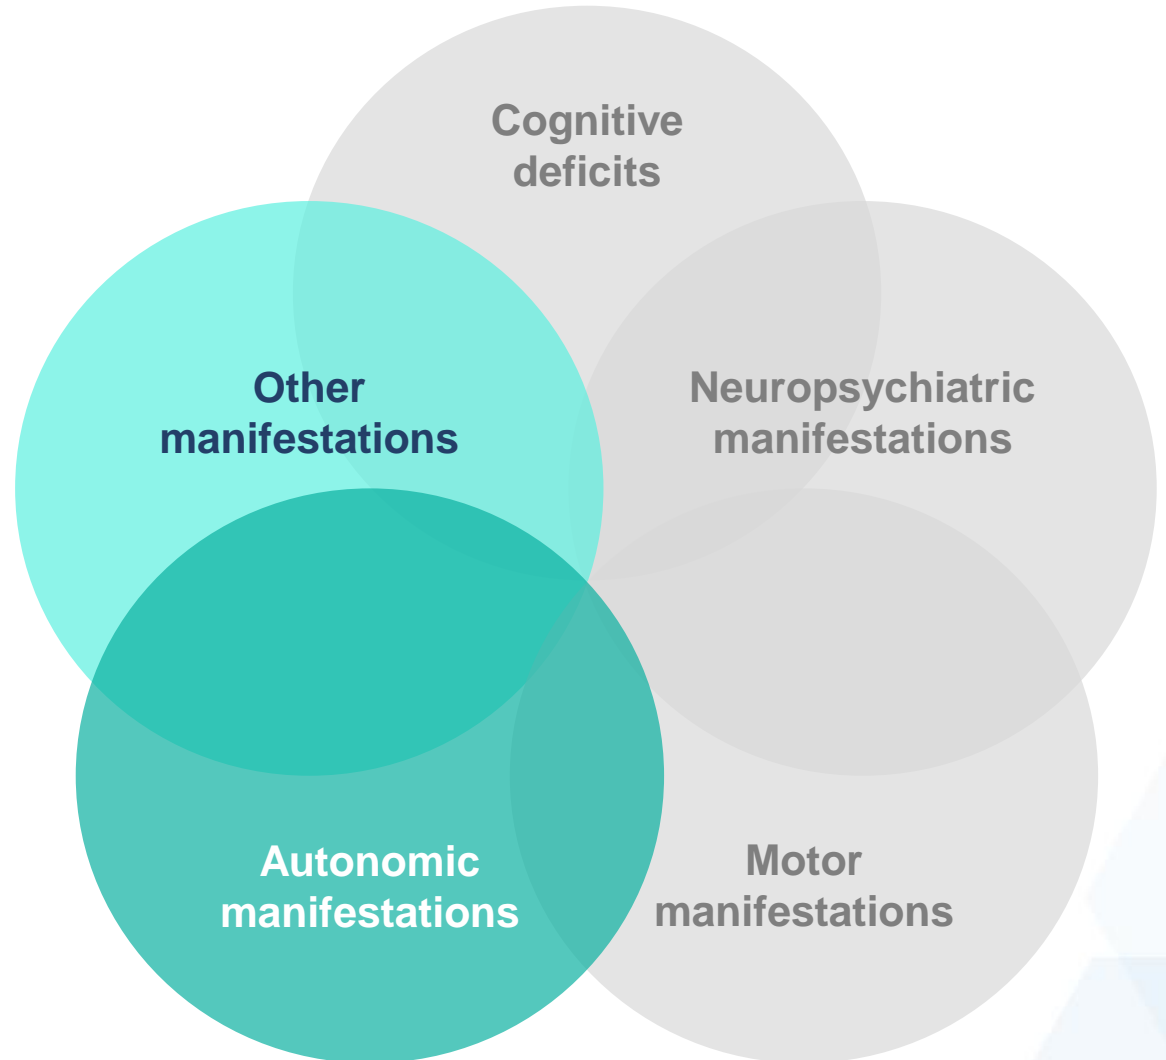 Cognitive
deficits
Other
manifestations
Neuropsychiatric
manifestations
Autonomic
manifestations
Motor
manifestations